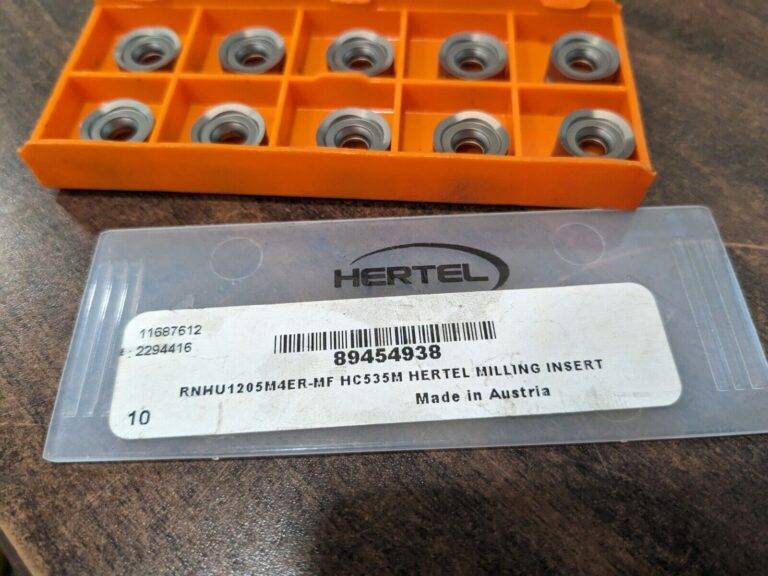 HERTEL
11687612
: 2294416
89454938
RNHU1205M4ER-MF HC535M HERTEL MILLING INSERT
Made in Austria
10